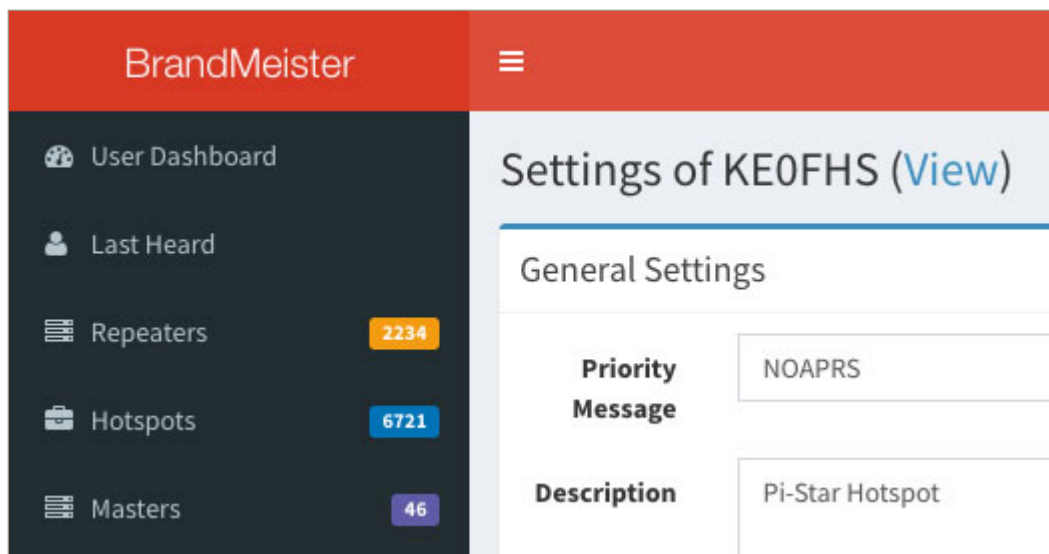 BrandMeister
User Dashboard
Last Heard
Repeaters 2234
Hotspots 6721
Masters 46
Settings of KE0FHS (View)
General Settings
Priority Message NOAPRS
Description Pi-Star Hotspot